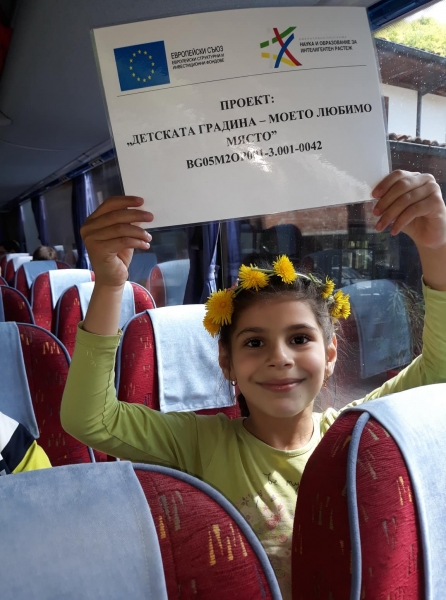 ЕВРОПЕЙСКИ СЪЮЗ
ЕВРОПЕЙСКИ СТРУКТУРНИ И
ИНВЕСТИЦИОННИ ФОНДОВЕ
НАУКА И ОБРАЗОВАНИЕ ЗА
ИНТЕЛИГЕНТЕН РАСТЕЖ
ПРОЕКТ:
„ДЕТСКАТА ГРАДИНА – МОЕТО ЛЮБИМО
МЯСТО”
BG05M2OP001-3.001-0042